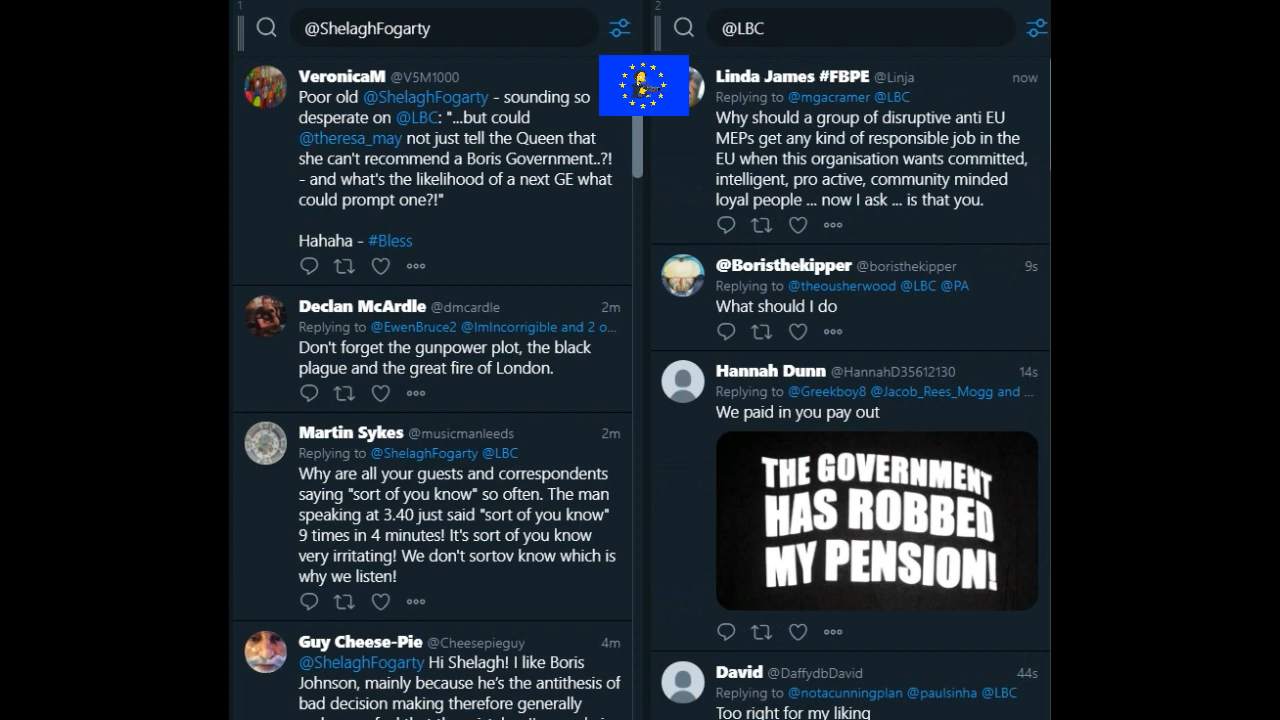 1
@ShelaghFogarty
VeronicaM @V5M1000
Poor old @ShelaghFogarty - sounding so
desperate on @LBC: "...but could
@theresa_may not just tell the Queen that
she can't recommend a Boris Government..?!
- and what's the likelihood of a next GE what
could prompt one?!"
Hahaha - #Bless
Declan McArdle @dmcardle 2m
Replying to @EwenBruce2 @ImIncorrigible and 2 o...
Don't forget the gunpower plot, the black
plague and the great fire of London.
Martin Sykes @musicmanleeds 2m
Replying to @ShelaghFogarty @LBC
Why are all your guests and correspondents
saying "sort of you know" so often. The man
speaking at 3.40 just said "sort of you know"
9 times in 4 minutes! It's sort of you know
very irritating! We don't sortov know which is
why we listen!
Guy Cheese-Pie @Cheesepieguy 4m
@ShelaghFogarty Hi Shelagh! I like Boris
Johnson, mainly because he's the antithesis of
bad decision making therefore generally
2
@LBC
Linda James #FBPE @Linja now
Replying to @mgacramer @LBC
Why should a group of disruptive anti EU
MEPs get any kind of responsible job in the
EU when this organisation wants committed,
intelligent, pro active, community minded
loyal people ... now I ask ... is that you.
@Boristhekipper @boristhekipper 9s
Replying to @theousherwood @LBC @PA
What should I do
Hannah Dunn @HannahD35612130 14s
Replying to @Greekboy8 @Jacob_Rees_Mogg and ...
We paid in you pay out
THE GOVERNMENT
HAS ROBBED
MY PENSION!
David @DaffydbDavid 44s
Replying to @notacunningplan @paulsinha @LBC
Too right for my liking